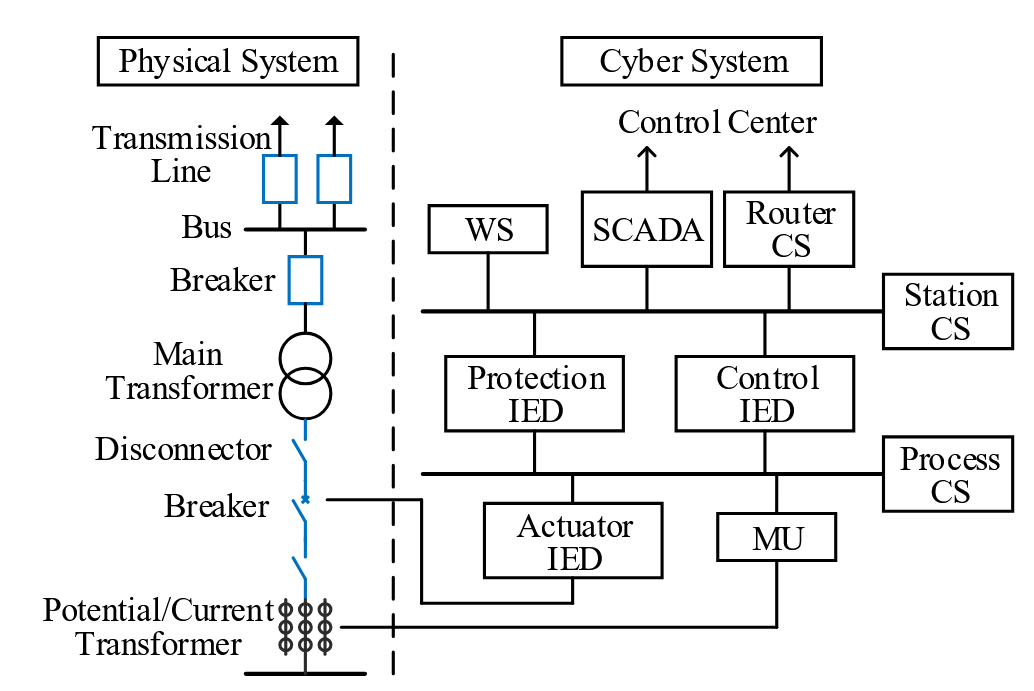 Physical System
Cyber System
Control Center
Transmission
Line
Bus
WS
SCADA
Router
CS
Breaker
Station
CS
Main
Transformer
Protection
IED
Control
IED
Disconnector
Process
CS
Breaker
Actuator
IED
MU
Potential/Current
Transformer